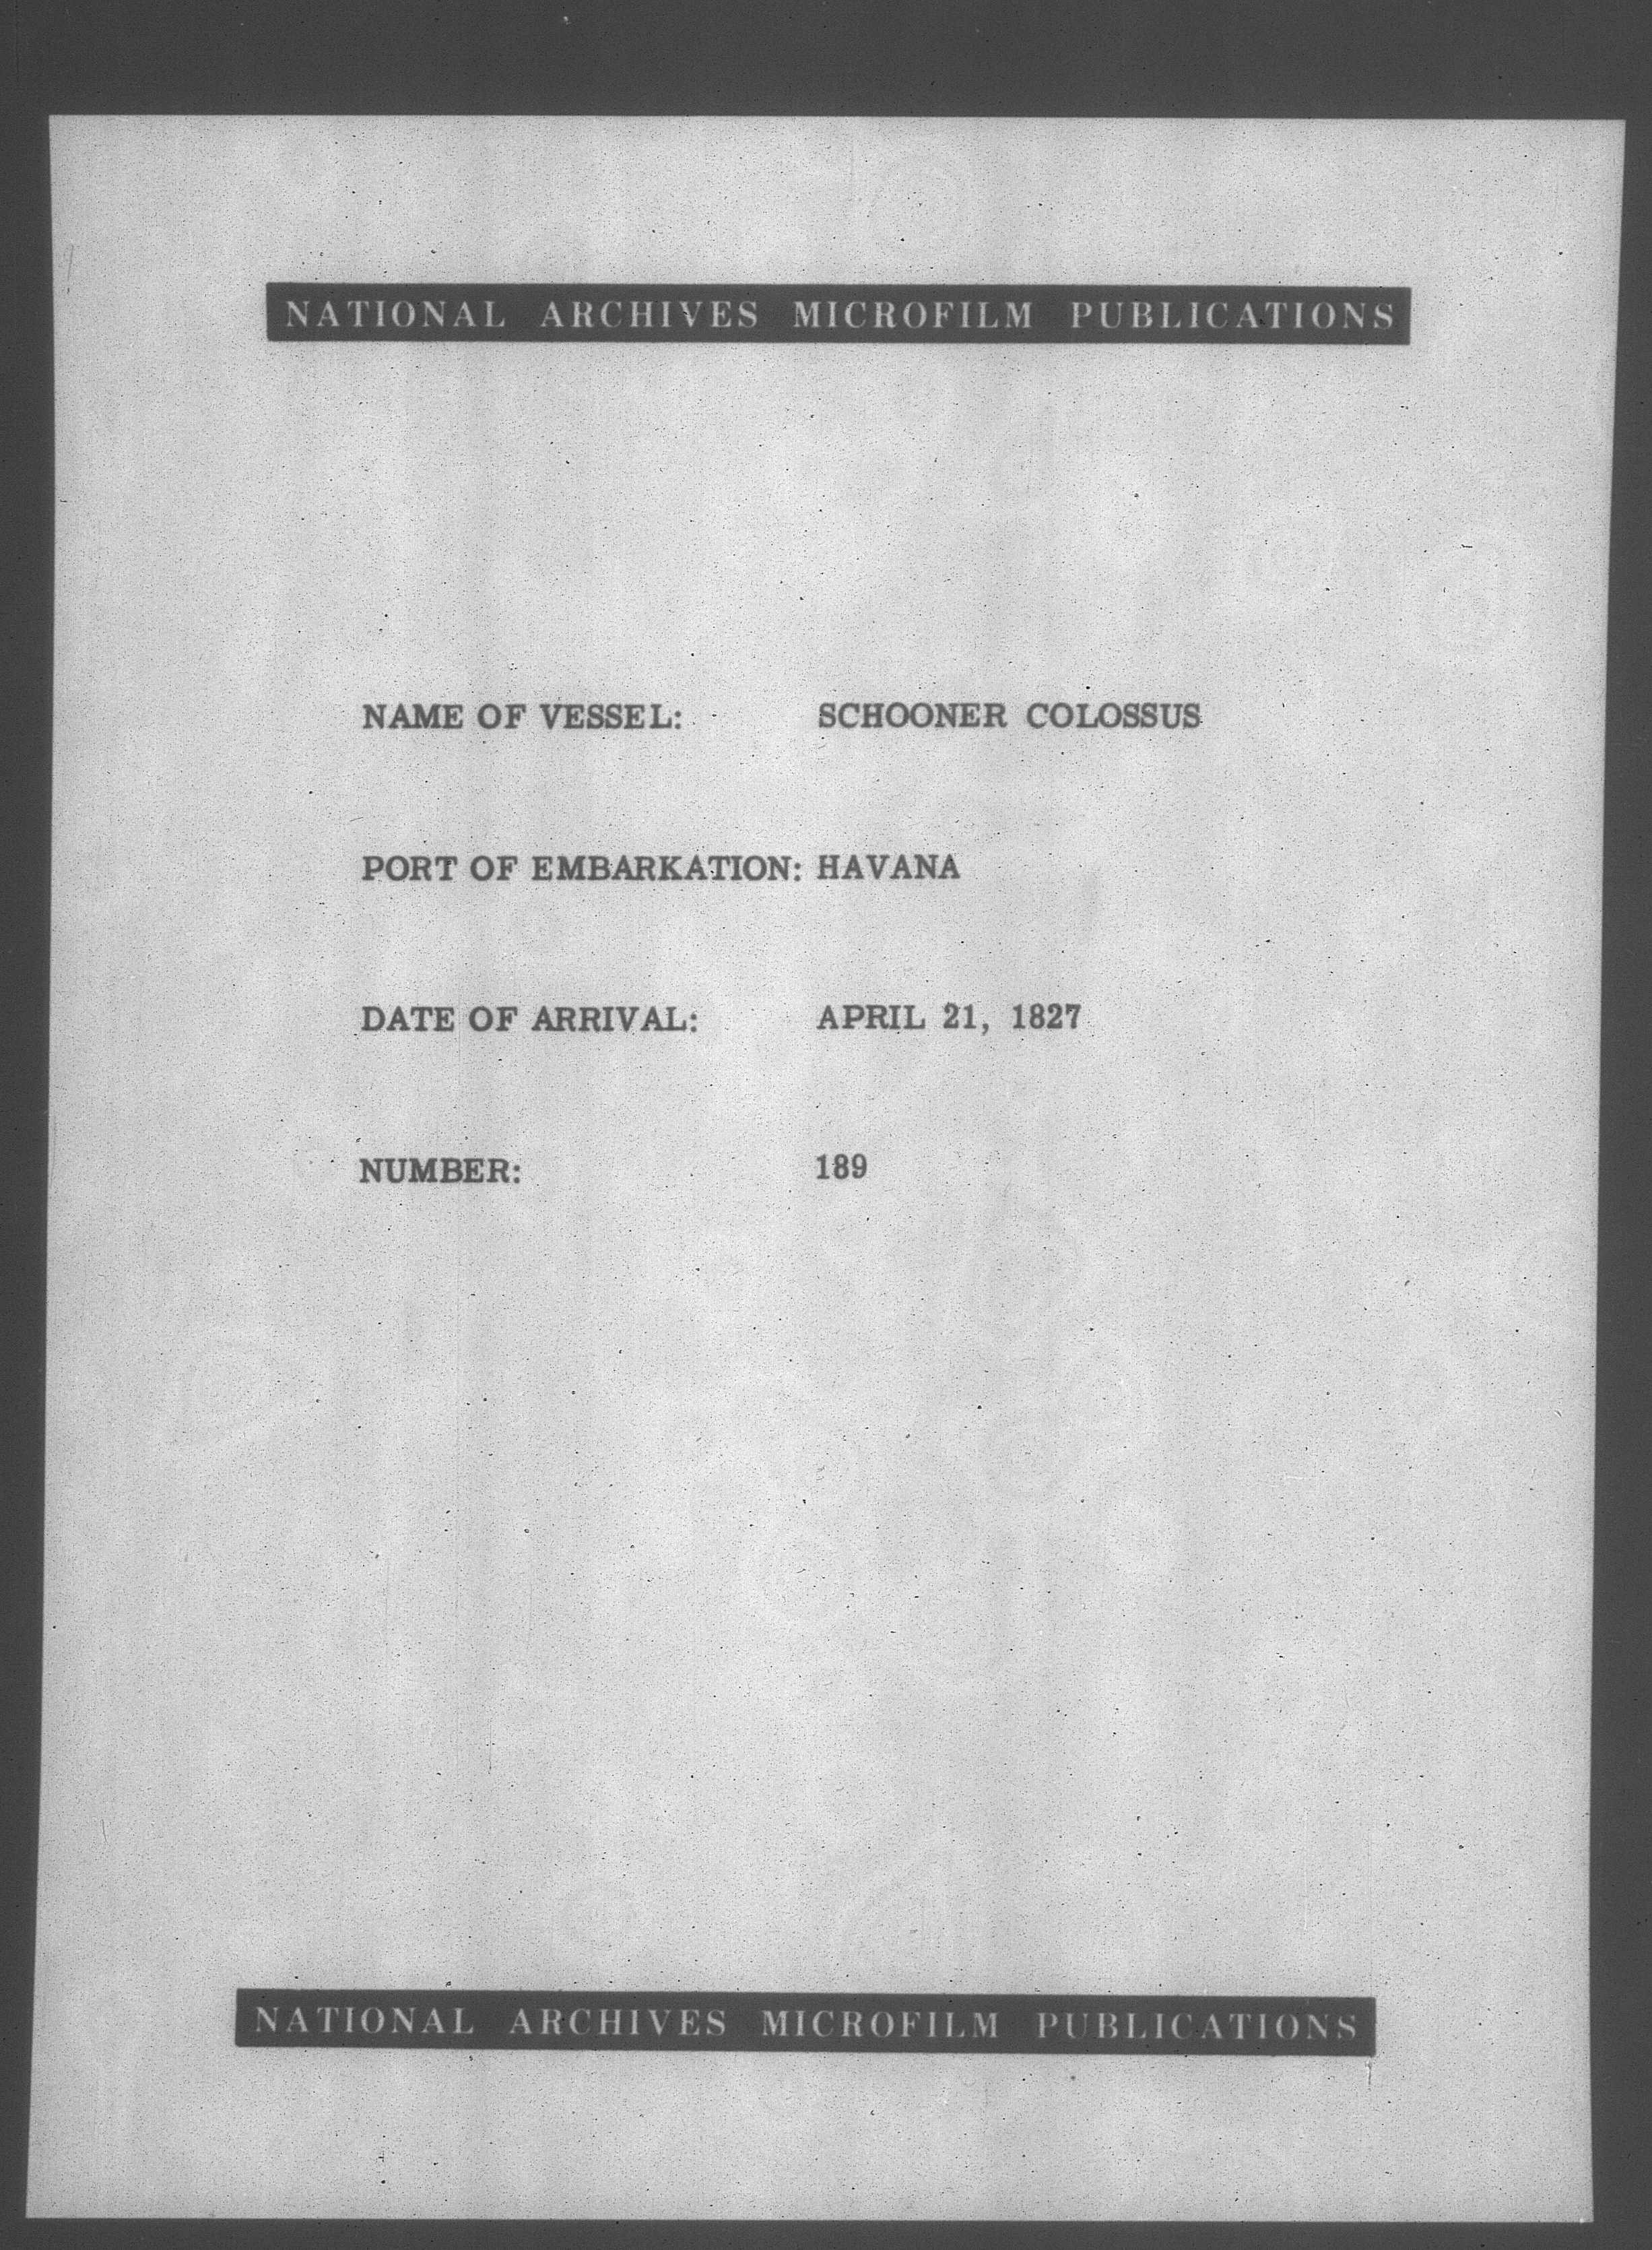 NATIONAL ARCHIVES MICROFILM PUBLICATIONS
NAME OF VESSEL: SCHOONER COLOSSUS
PORT OF EMBARKATION: HAVANA
DATE OF ARRIVAL: APRIL 21, 1827
NUMBER: 189
NATIONAL ARCHIVES MICROFILM PUBLICATIONS